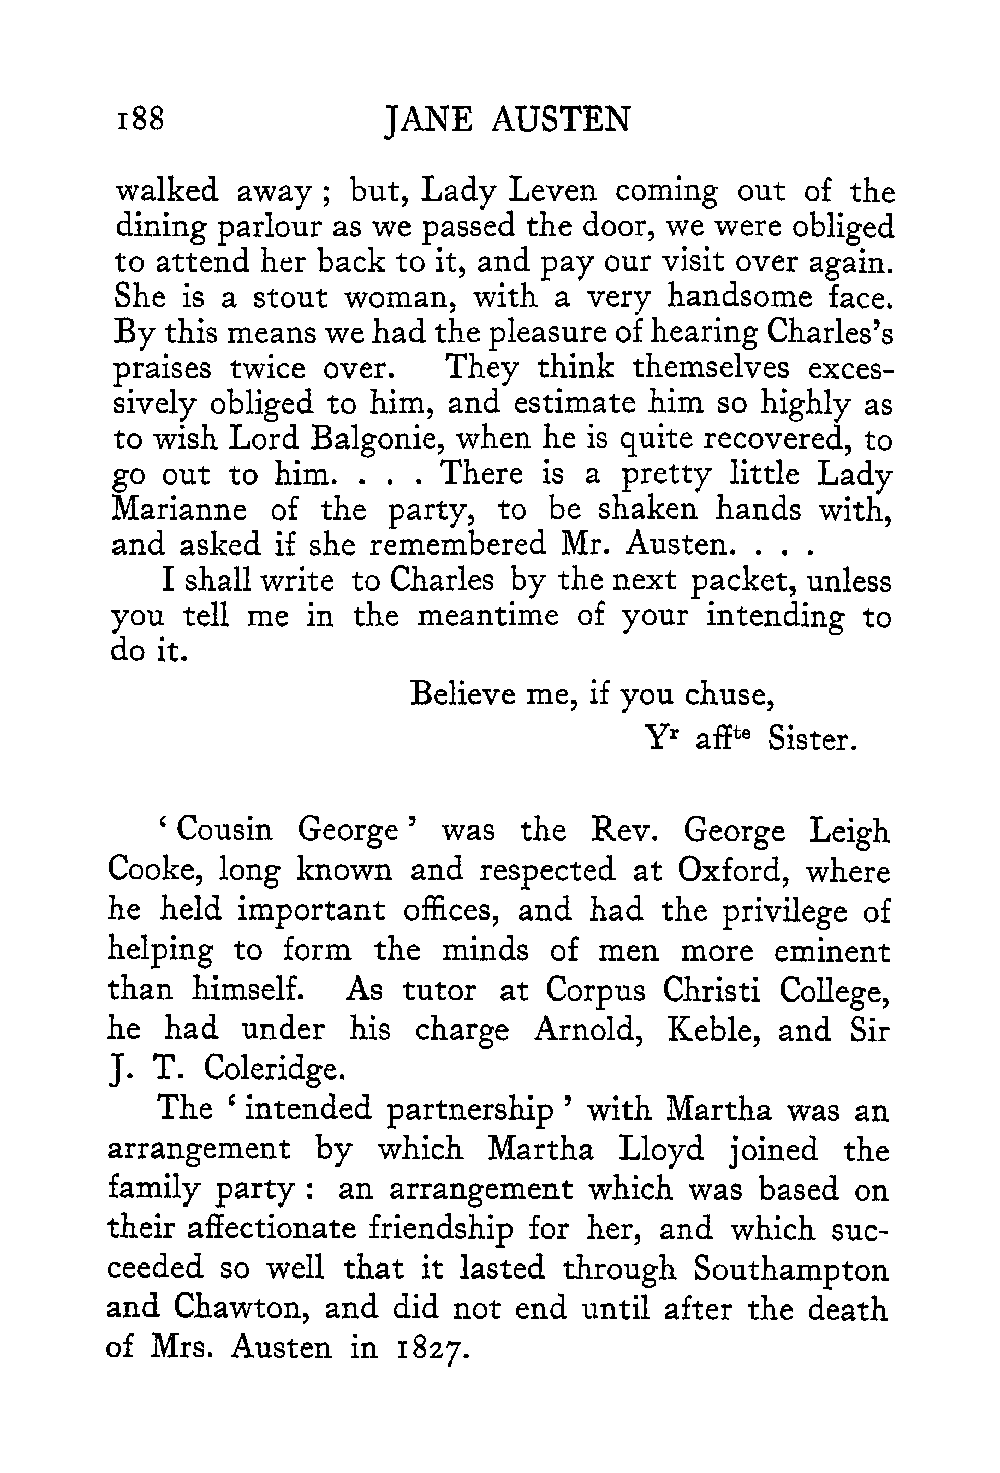 188 JANE AUSTEN
walked away ; but, Lady Leven coming out of the
dining parlour as we passed the door, we were obliged
to attend her back to it, and pay our visit over again.
She is a stout woman, with a very handsome face.
By this means we had the pleasure of hearing Charles's
praises twice over. They think themselves exces-
sively obliged to him, and estimate him so highly as
to wish Lord Balgonie, when he is quite recovered, to
go out to him. . . . There is a pretty little Lady
Marianne of the party, to be shaken hands with,
and asked if she remembered Mr. Austen. . . .
I shall write to Charles by the next packet, unless
you tell me in the meantime of your intending to
do it.
Believe me, if you chuse,
Yr affte Sister.
‘ Cousin George ’ was the Rev. George Leigh
Cooke, long known and respected at Oxford, where
he held important offices, and had the privilege of
helping to form the minds of men more eminent
than himself. As tutor at Corpus Christi College,
he had under his charge Arnold, Keble, and Sir
J. T. Coleridge.
The ‘ intended partnership ’ with Martha was an
arrangement by which Martha Lloyd joined the
family party : an arrangement which was based on
their affectionate friendship for her, and which suc-
ceeded so well that it lasted through Southampton
and Chawton, and did not end until after the death
of Mrs. Austen in 1827.